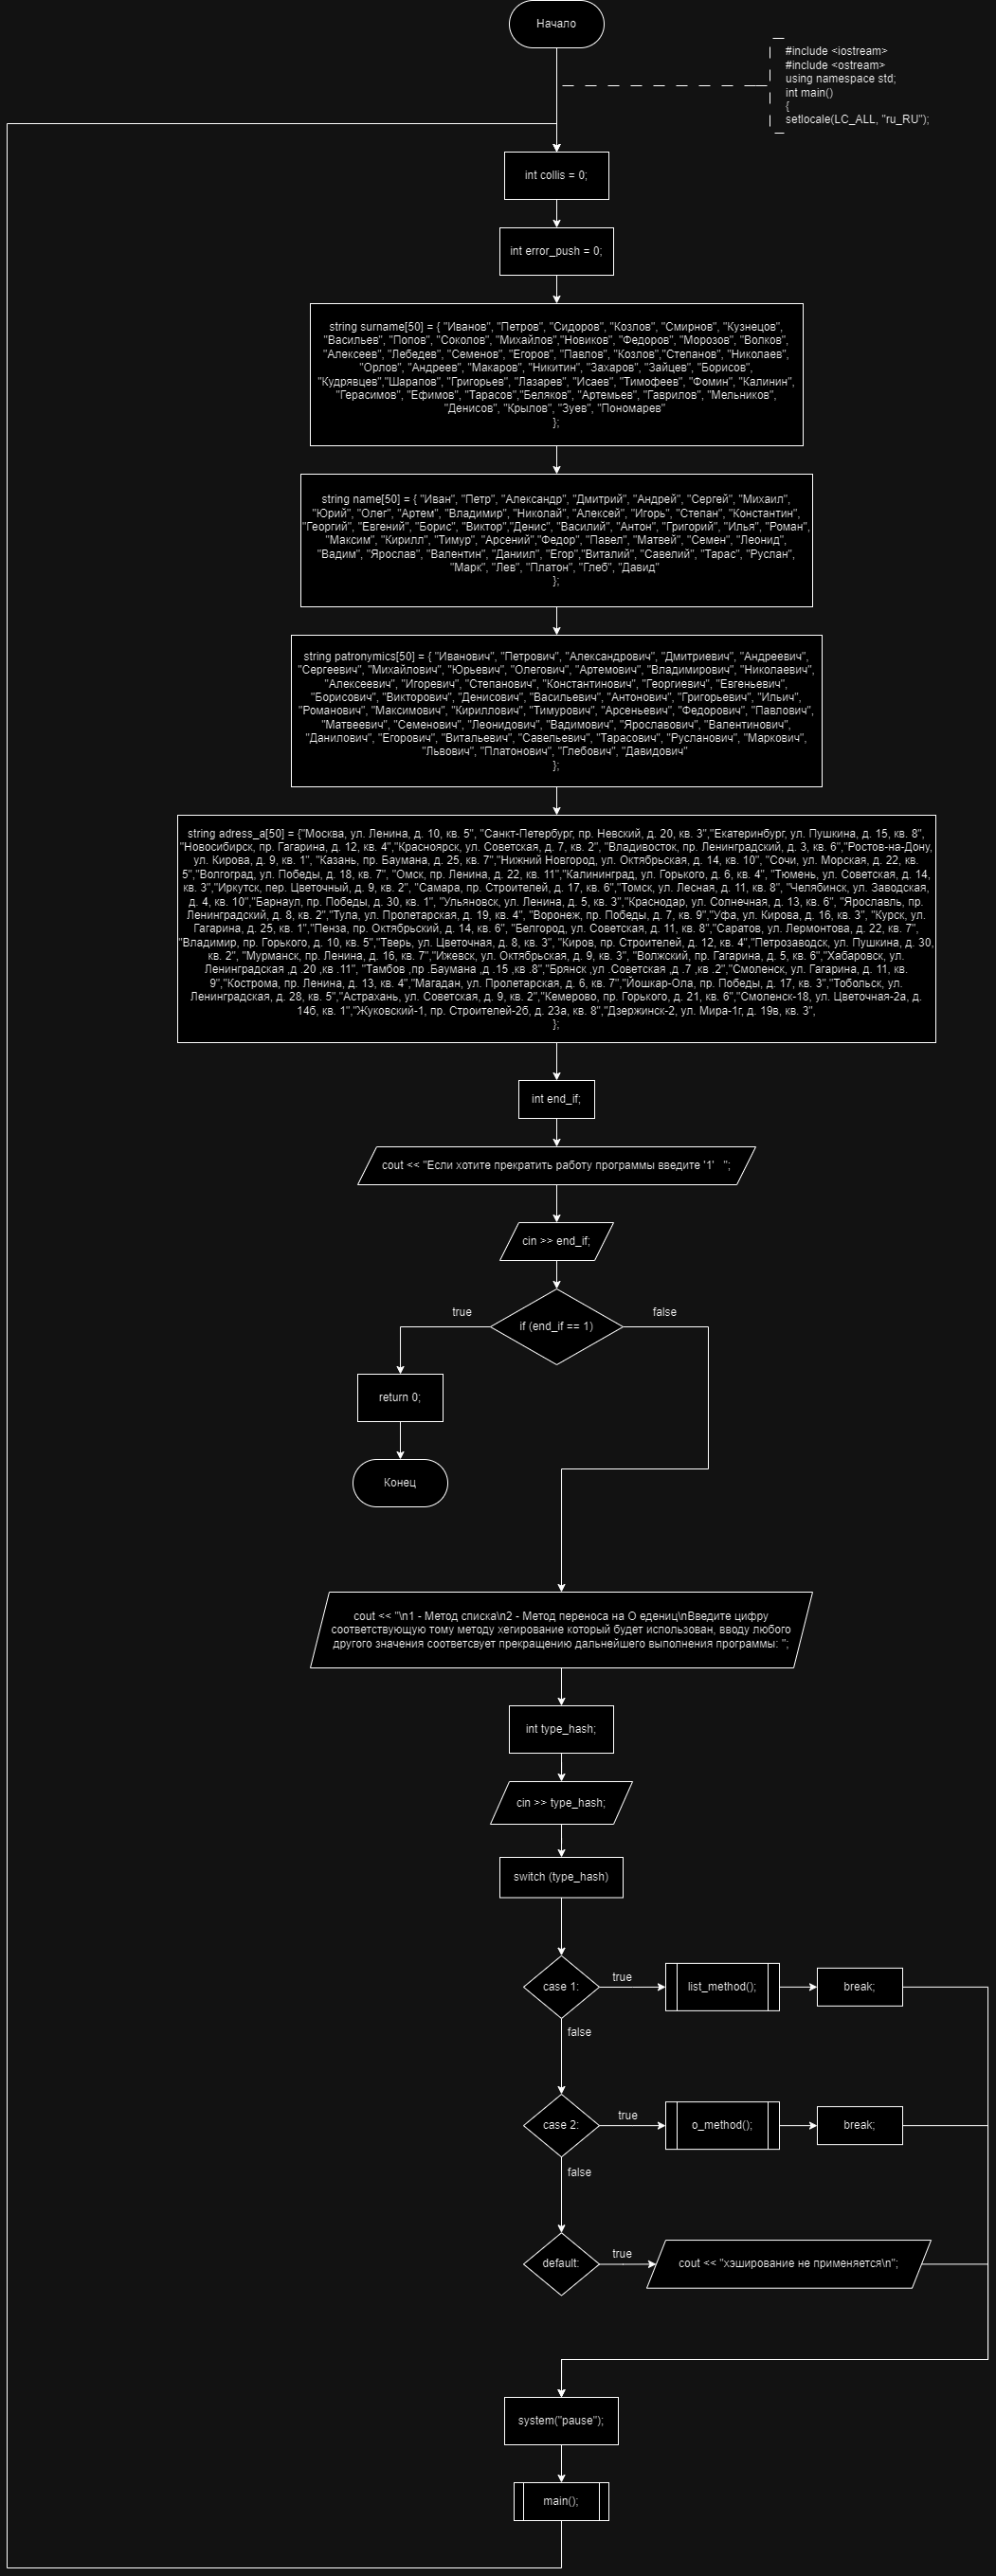 Начало
#include <iostream>
#include <ostream>
using namespace std;
int main()
{
setlocale(LC_ALL, "ru_RU");
int collis = 0;
int error_push = 0;
string surname[50] = { "Иванов", "Петров", "Сидоров", "Козлов", "Смирнов", "Кузнецов",
"Васильев", "Попов", "Соколов", "Михайлов","Новиков", "Федоров", "Морозов", "Волков",
"Алексеев", "Лебедев", "Семенов", "Егоров", "Павлов", "Козлов","Степанов", "Николаев",
"Орлов", "Андреев", "Макаров", "Никитин", "Захаров", "Зайцев", "Борисов",
"Кудрявцев","Шарапов", "Григорьев", "Лазарев", "Исаев", "Тимофеев", "Фомин", "Калинин",
"Герасимов", "Ефимов", "Тарасов","Беляков", "Артемьев", "Гаврилов", "Мельников",
"Денисов", "Крылов", "Зуев", "Пономарев"
};
string name[50] = { "Иван", "Петр", "Александр", "Дмитрий", "Андрей", "Сергей", "Михаил",
"Юрий", "Олег", "Артем", "Владимир", "Николай", "Алексей", "Игорь", "Степан", "Константин",
"Георгий", "Евгений", "Борис", "Виктор","Денис", "Василий", "Антон", "Григорий", "Илья", "Роман",
"Максим", "Кирилл", "Тимур", "Арсений","Федор", "Павел", "Матвей", "Семен", "Леонид",
"Вадим", "Ярослав", "Валентин", "Даниил", "Егор","Виталий", "Савелий", "Тарас", "Руслан",
"Марк", "Лев", "Платон", "Глеб", "Давид"
};
string patronymics[50] = { "Иванович", "Петрович", "Александрович", "Дмитриевич", "Андреевич",
"Сергеевич", "Михайлович", "Юрьевич", "Олегович", "Артемович", "Владимирович", "Николаевич",
"Алексеевич", "Игоревич", "Степанович", "Константинович", "Георгиевич", "Евгеньевич",
"Борисович", "Викторович", "Денисович", "Васильевич", "Антонович", "Григорьевич", "Ильич",
"Романович", "Максимович", "Кириллович", "Тимурович", "Арсеньевич", "Федорович", "Павлович",
"Матвеевич", "Семенович", "Леонидович", "Вадимович", "Ярославович", "Валентинович",
"Данилович", "Егорович", "Витальевич", "Савельевич", "Тарасович", "Русланович", "Маркович",
"Львович", "Платонович", "Глебович", "Давидович"
};
string adress_a[50] = {"Москва, ул. Ленина, д. 10, кв. 5", "Санкт-Петербург, пр. Невский, д. 20, кв. 3","Екатеринбург, ул. Пушкина, д. 15, кв. 8",
"Новосибирск, пр. Гагарина, д. 12, кв. 4","Красноярск, ул. Советская, д. 7, кв. 2", "Владивосток, пр. Ленинградский, д. 3, кв. 6","Ростов-на-Дону,
ул. Кирова, д. 9, кв. 1", "Казань, пр. Баумана, д. 25, кв. 7","Нижний Новгород, ул. Октябрьская, д. 14, кв. 10", "Сочи, ул. Морская, д. 22, кв.
5","Волгоград, ул. Победы, д. 18, кв. 7", "Омск, пр. Ленина, д. 22, кв. 11","Калининград, ул. Горького, д. 6, кв. 4", "Тюмень, ул. Советская, д. 14,
кв. 3","Иркутск, пер. Цветочный, д. 9, кв. 2", "Самара, пр. Строителей, д. 17, кв. 6","Томск, ул. Лесная, д. 11, кв. 8", "Челябинск, ул. Заводская,
д. 4, кв. 10","Барнаул, пр. Победы, д. 30, кв. 1", "Ульяновск, ул. Ленина, д. 5, кв. 3","Краснодар, ул. Солнечная, д. 13, кв. 6", "Ярославль, пр.
Ленинградский, д. 8, кв. 2","Тула, ул. Пролетарская, д. 19, кв. 4", "Воронеж, пр. Победы, д. 7, кв. 9","Уфа, ул. Кирова, д. 16, кв. 3", "Курск, ул.
Гагарина, д. 25, кв. 1","Пенза, пр. Октябрьский, д. 14, кв. 6", "Белгород, ул. Советская, д. 11, кв. 8","Саратов, ул. Лермонтова, д. 22, кв. 7",
"Владимир, пр. Горького, д. 10, кв. 5","Тверь, ул. Цветочная, д. 8, кв. 3", "Киров, пр. Строителей, д. 12, кв. 4","Петрозаводск, ул. Пушкина, д. 30,
кв. 2", "Мурманск, пр. Ленина, д. 16, кв. 7","Ижевск, ул. Октябрьская, д. 9, кв. 3", "Волжский, пр. Гагарина, д. 5, кв. 6","Хабаровск, ул.
Ленинградская ,д .20 ,кв .11", "Тамбов ,пр .Баумана ,д .15 ,кв .8","Брянск ,ул .Советская ,д .7 ,кв .2","Смоленск, ул. Гагарина, д. 11, кв.
9","Кострома, пр. Ленина, д. 13, кв. 4","Магадан, ул. Пролетарская, д. 6, кв. 7","Йошкар-Ола, пр. Победы, д. 17, кв. 3","Тобольск, ул.
Ленинградская, д. 28, кв. 5","Астрахань, ул. Советская, д. 9, кв. 2","Кемерово, пр. Горького, д. 21, кв. 6","Смоленск-18, ул. Цветочная-2а, д.
14б, кв. 1","Жуковский-1, пр. Строителей-2б, д. 23а, кв. 8","Дзержинск-2, ул. Мира-1г, д. 19в, кв. 3",
};
int end_if;
cout << "Если хотите прекратить работу программы введите '1'   ";
cin >> end_if;
if (end_if == 1)
true
false
return 0;
Конец
cout << "\n1 - Метод списка\n2 - Метод переноса на О едениц\nВведите цифру
соответствующую тому методу хегирование который будет использован, вводу любого
другого значения соответсвует прекращению дальнейшего выполнения программы: ";
int type_hash;
cin >> type_hash;
switch (type_hash)
case 1:
true
list_method();
break;
false
case 2:
true
o_method();
break;
false
default:
true
cout << "хэширование не применяется\n";
system("pause");
main();